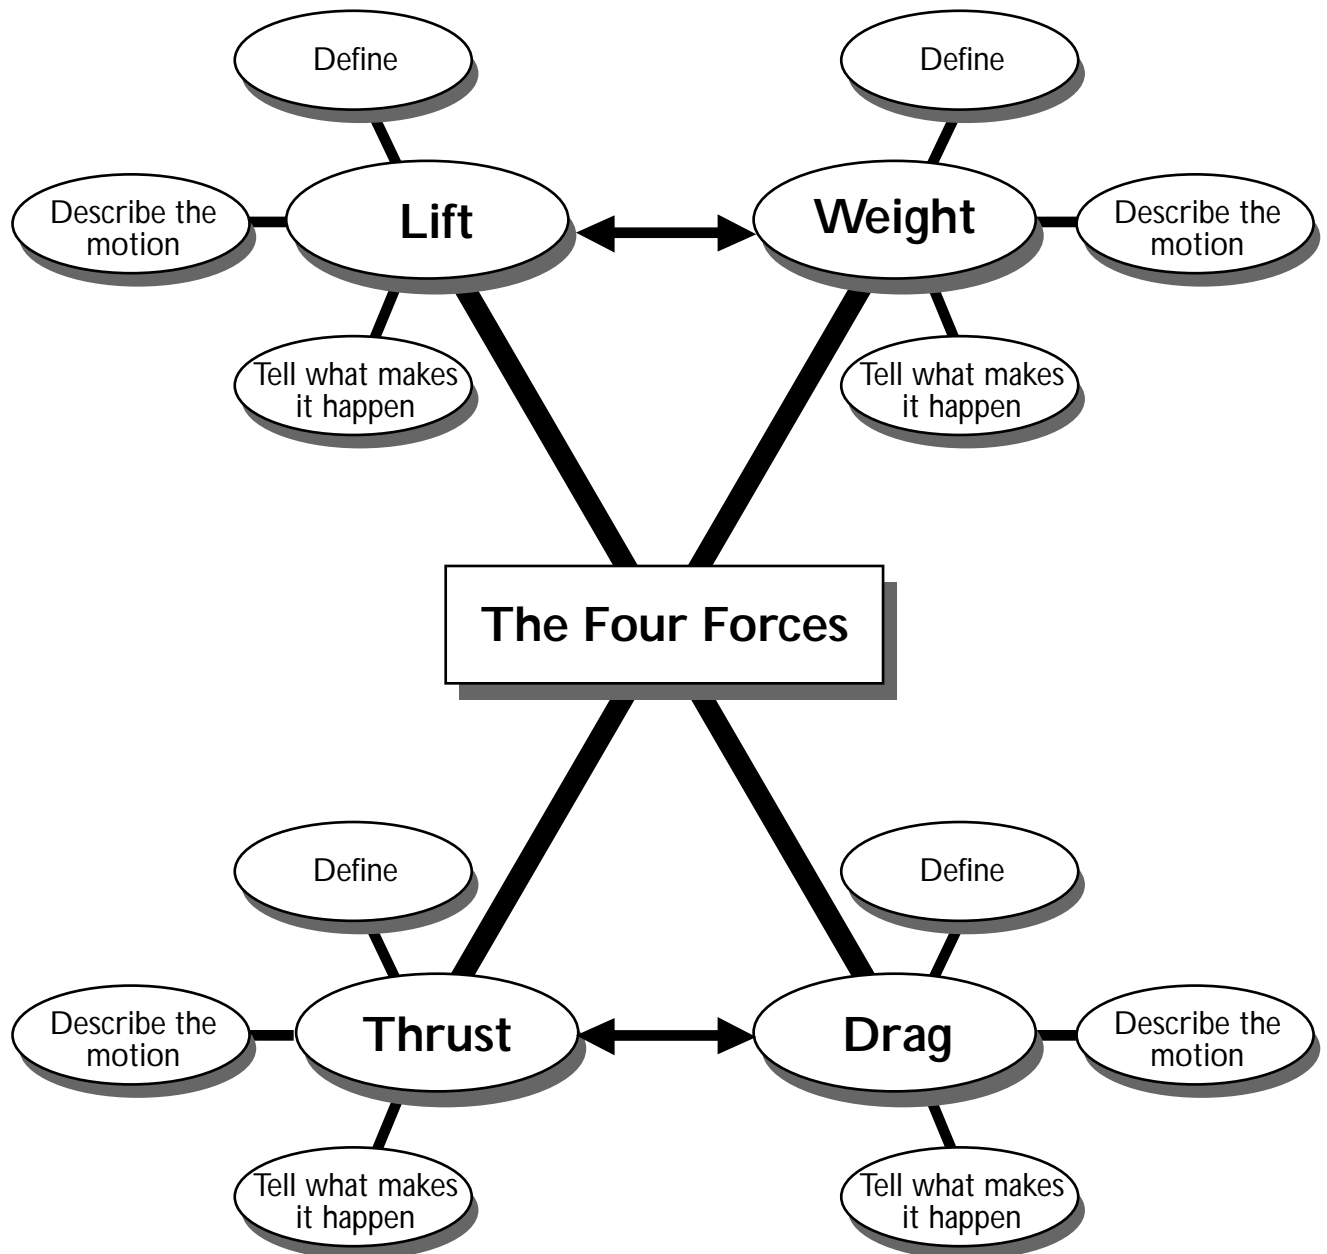 Define
Define
Describe the
motion
Lift
Weight
Describe the
motion
Tell what makes
it happen
Tell what makes
it happen
The Four Forces
Define
Define
Describe the
motion
Thrust
Drag
Describe the
motion
Tell what makes
it happen
Tell what makes
it happen